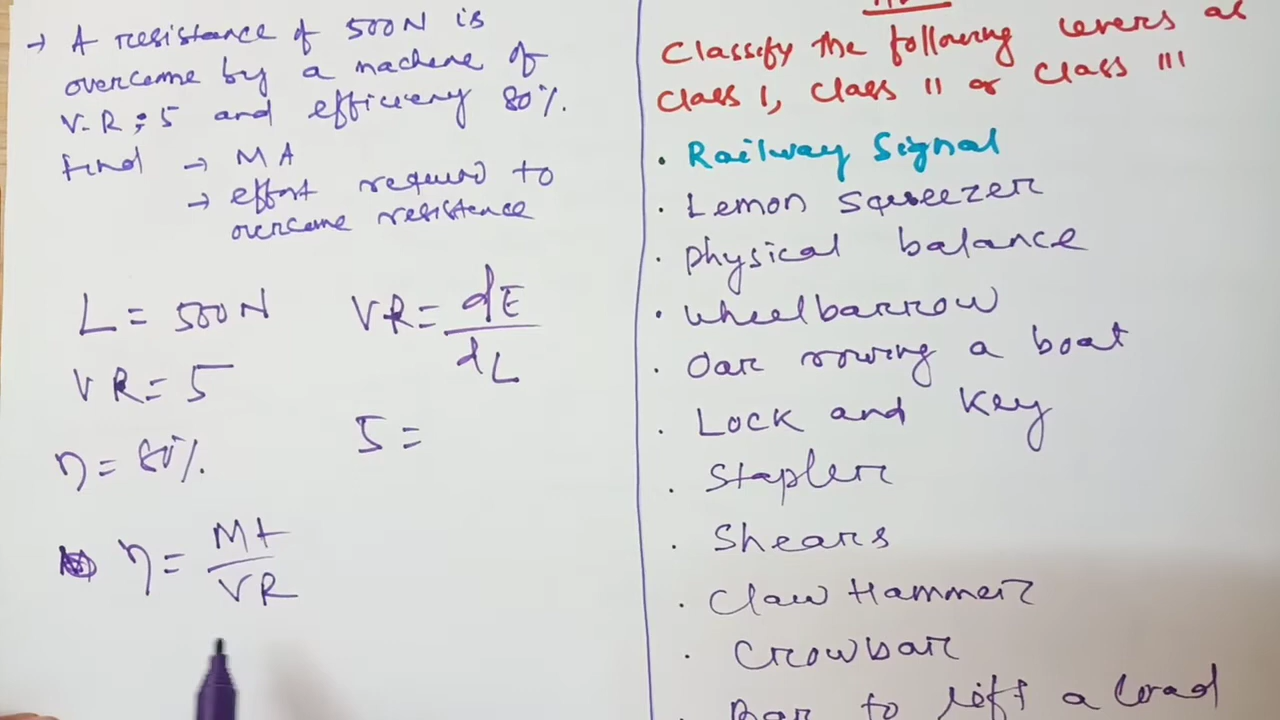 → A resistance of 500N is
overcome by a machine of
V.R ; 5 and efficieny 80%.
find → MA
→ effort required to
overcome resistence
L = 500N
VR = 5
η = 80%.
η = MA / VR
VR = dE / dL
5 =
Classify the following levers as
Class I, Class II or Class III
. Railway Signal
. Lemon Squeezer
. physical balance
. wheelbarrow
. Oar rowing a boat
. Lock and Key
. Stapler
. Shears
. Claw Hammer
. Crowbar
. Bar to lift a load